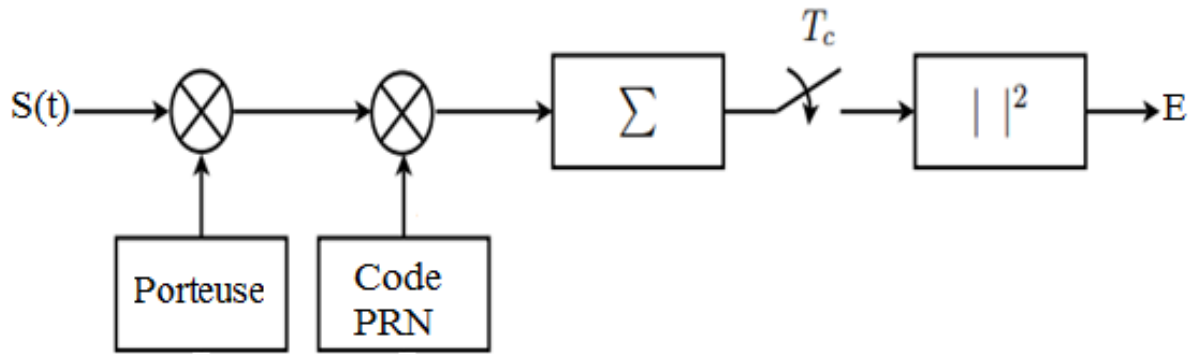 S(t)
∑
T_c
| |²
E
Porteuse
Code
PRN